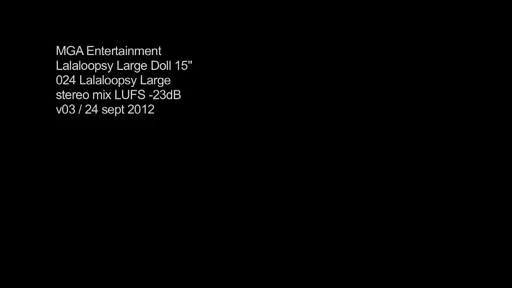 MGA Entertainment
Lalaloopsy Large Doll 15"
024 Lalaloopsy Large
stereo mix LUFS -23dB
v03 / 24 sept 2012